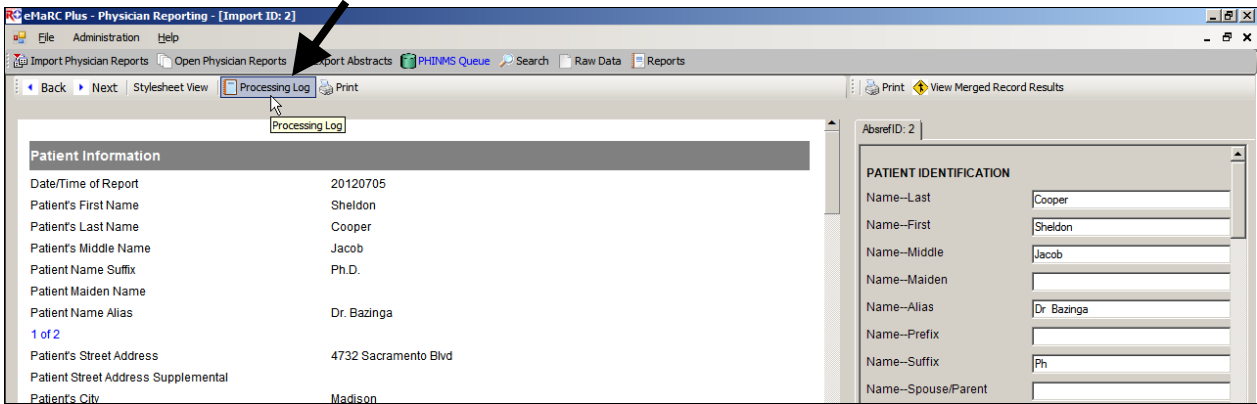 eMaRC Plus - Physician Reporting - [Import ID: 2]
File Administration Help
Import Physician Reports Open Physician Reports Export Abstracts PHINMS Queue Search Raw Data Reports
Back Next Stylesheet View Processing Log Print
Print View Merged Record Results
Processing Log
AbsrefID: 2
Patient Information
Date/Time of Report 20120705
Patient's First Name Sheldon
Patient's Last Name Cooper
Patient's Middle Name Jacob
Patient Name Suffix Ph.D.
Patient Maiden Name
Patient Name Alias Dr. Bazinga
1 of 2
Patient's Street Address 4732 Sacramento Blvd
Patient Street Address Supplemental
Patient's City Madison
PATIENT IDENTIFICATION
Name--Last Cooper
Name--First Sheldon
Name--Middle Jacob
Name--Maiden
Name--Alias Dr Bazinga
Name--Prefix
Name--Suffix Ph
Name--Spouse/Parent